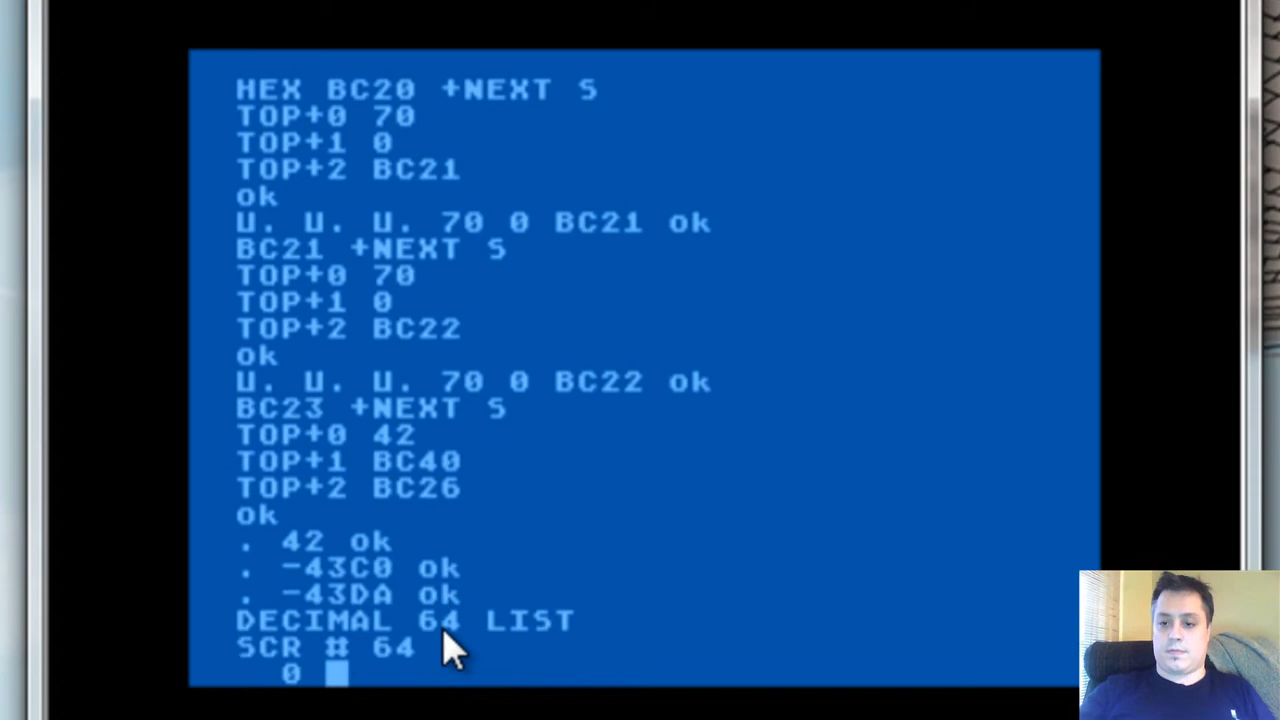 HEX BC20 +NEXT S
TOP+0 70
TOP+1 0
TOP+2 BC21
ok
U. U. U. 70 0 BC21 ok
BC21 +NEXT S
TOP+0 70
TOP+1 0
TOP+2 BC22
ok
U. U. U. 70 0 BC22 ok
BC23 +NEXT S
TOP+0 42
TOP+1 BC40
TOP+2 BC26
ok
. 42 ok
. -43C0 ok
. -43DA ok
DECIMAL 64 LIST
SCR # 64
0